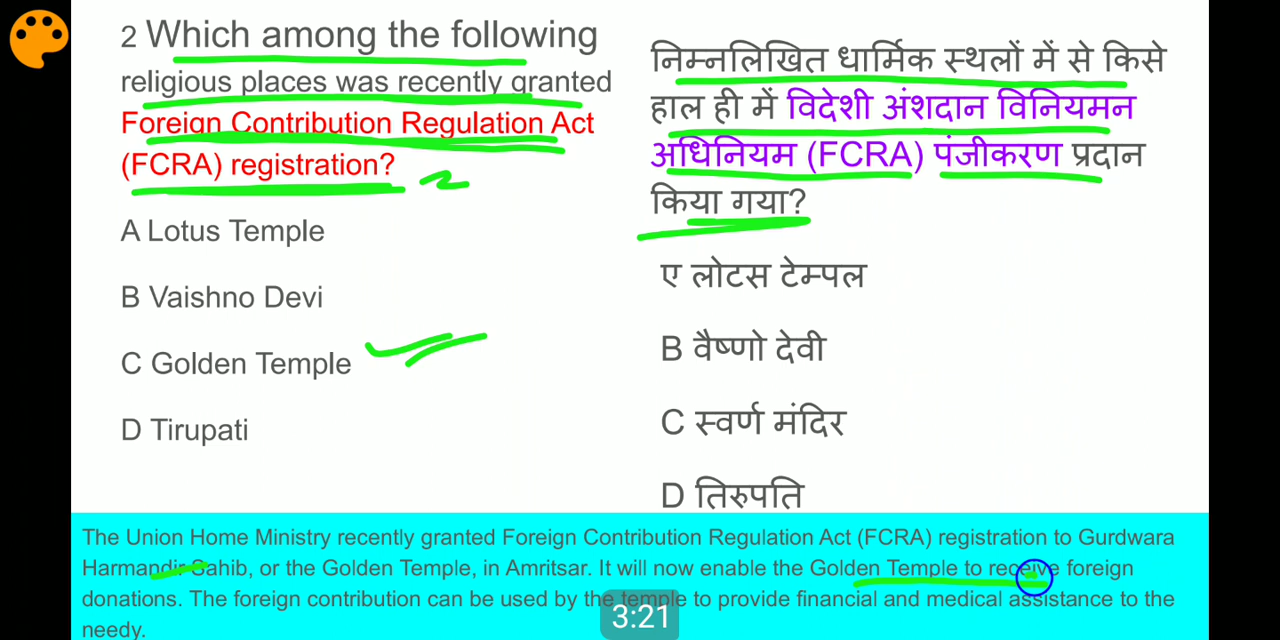 2 Which among the following
religious places was recently granted
Foreign Contribution Regulation Act
(FCRA) registration?
A Lotus Temple
B Vaishno Devi
C Golden Temple
D Tirupati
निम्नलिखित धार्मिक स्थलों में से किसे
हाल ही में विदेशी अंशदान विनियमन
अधिनियम (FCRA) पंजीकरण प्रदान
किया गया?
ए लोटस टेम्पल
B वैष्णो देवी
C स्वर्ण मंदिर
D तिरुपति
The Union Home Ministry recently granted Foreign Contribution Regulation Act (FCRA) registration to Gurdwara
Harmandir Sahib, or the Golden Temple, in Amritsar. It will now enable the Golden Temple to receive foreign
donations. The foreign contribution can be used by the temple to provide financial and medical assistance to the
needy.
3:21